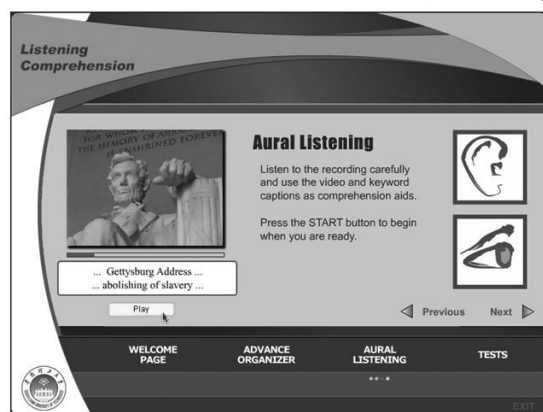 Listening
Comprehension
FOR WHOM
THE MEMORY OF ABRA
IS ENSHRINED FOREVER
Aural Listening
Listen to the recording carefully
and use the video and keyword
captions as comprehension aids.
Press the START button to begin
when you are ready.
... Gettysburg Address ...
... abolishing of slavery ...
Play
Previous
Next
WELCOME
PAGE
ADVANCE
ORGANIZER
AURAL
LISTENING
TESTS
EXIT